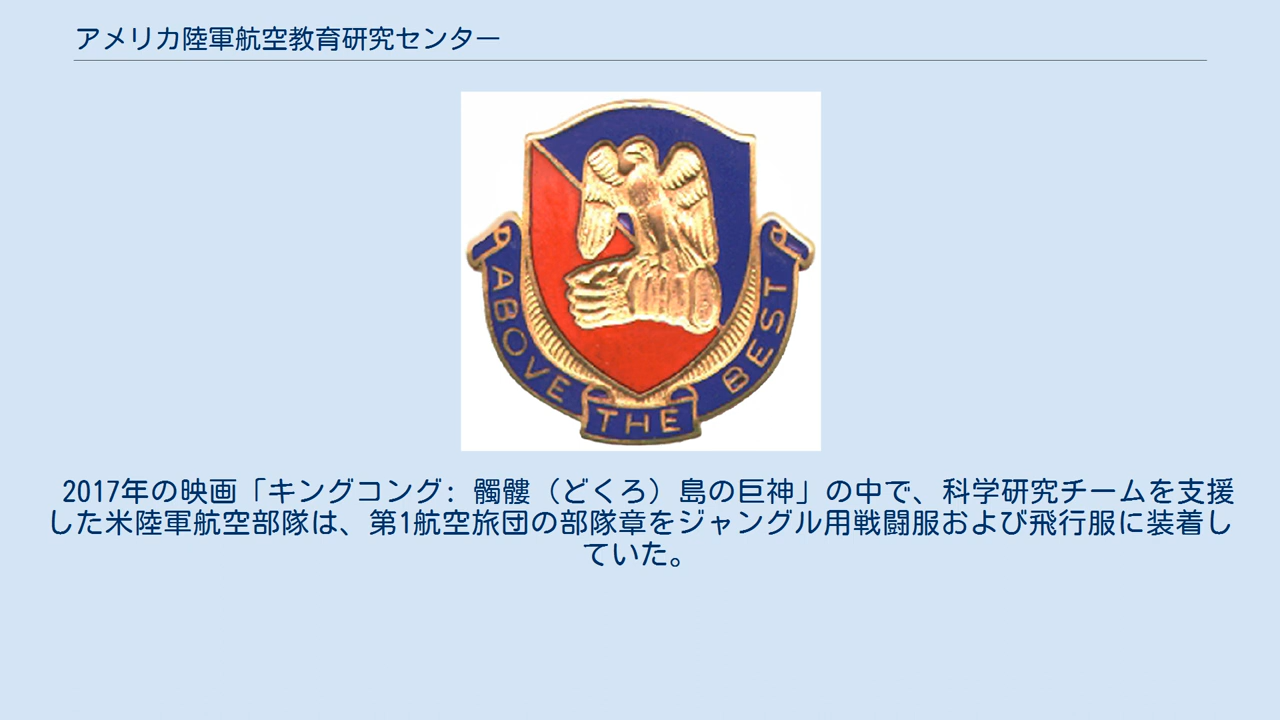 アメリカ陸軍航空教育研究センター
ABOVE THE BEST
2017年の映画「キングコング: 髑髏（どくろ）島の巨神」の中で、科学研究チームを支援
した米陸軍航空部隊は、第1航空旅団の部隊章をジャングル用戦闘服および飛行服に装着し
ていた。